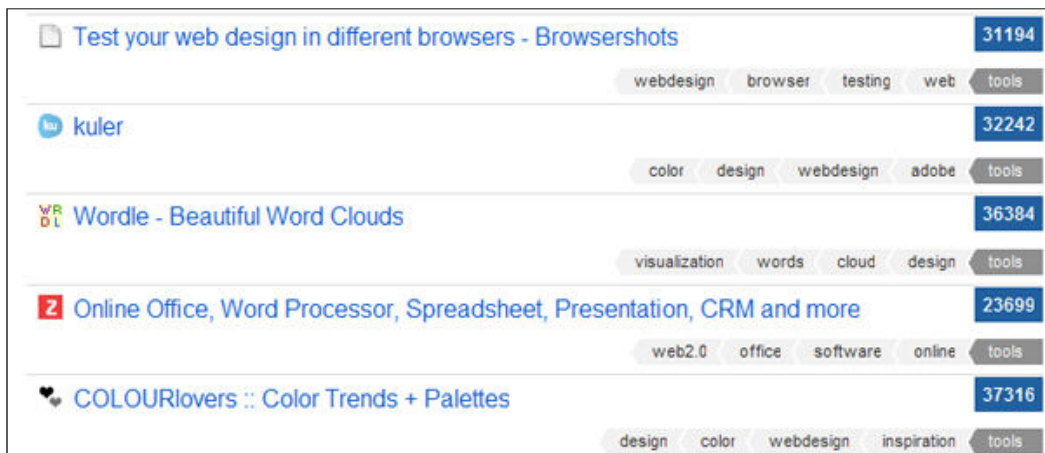 Test your web design in different browsers - Browsershots 31194
webdesign browser testing web tools
ku kuler 32242
color design webdesign adobe tools
WRDL Wordle - Beautiful Word Clouds 36384
visualization words cloud design tools
Z Online Office, Word Processor, Spreadsheet, Presentation, CRM and more 23699
web2.0 office software online tools
COLOURlovers :: Color Trends + Palettes 37316
design color webdesign inspiration tools